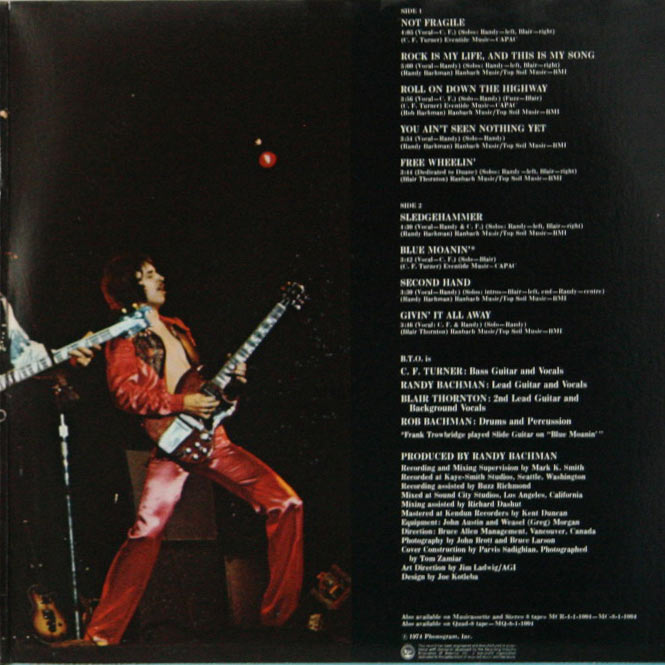 SIDE 1
NOT FRAGILE
4:05 (Vocal—C. F.) (Solos: Randy—left, Blair—right)
(C. F. Turner) Eventide Music—CAPAC
ROCK IS MY LIFE, AND THIS IS MY SONG
5:00 (Vocal—Randy) (Solos: Randy—left, Blair—right)
(Randy Bachman) Ranbach Music/Top Soil Music—BMI
ROLL ON DOWN THE HIGHWAY
3:56 (Vocal—C. F.) (Solo—Randy) (Fuzz—Blair)
(C. F. Turner) Eventide Music—CAPAC
(Rob Bachman) Ranbach Music/Top Soil Music—BMI
YOU AIN'T SEEN NOTHING YET
3:54 (Vocal—Randy) (Solo—Randy)
(Randy Bachman) Ranbach Music/Top Soil Music—BMI
FREE WHEELIN'
3:44 (Dedicated to Duane) (Solos: Randy—left, Blair—right)
(Blair Thornton) Ranbach Music/Top Soil Music—BMI
SIDE 2
SLEDGEHAMMER
4:30 (Vocal—Randy & C. F.) (Solos: Randy—left, Blair—right)
(Randy Bachman) Ranbach Music/Top Soil Music—BMI
BLUE MOANIN'*
3:42 (Vocal—C. F.) (Solo—Blair)
(C. F. Turner) Eventide Music—CAPAC
SECOND HAND
3:30 (Vocal—Randy) (Solos: intros—Blair—left, end—Randy—centre)
(Randy Bachman) Ranbach Music/Top Soil Music—BMI
GIVIN' IT ALL AWAY
3:46 (Vocal: C. F. & Randy) (Solo—Randy)
(Blair Thornton) Ranbach Music/Top Soil Music—BMI
B.T.O. is
C. F. TURNER: Bass Guitar and Vocals
RANDY BACHMAN: Lead Guitar and Vocals
BLAIR THORNTON: 2nd Lead Guitar and
Background Vocals
ROB BACHMAN: Drums and Percussion
*Frank Trowbridge played Slide Guitar on "Blue Moanin'"
PRODUCED BY RANDY BACHMAN
Recording and Mixing Supervision by Mark K. Smith
Recorded at Kaye-Smith Studios, Seattle, Washington
Recording assisted by Buzz Richmond
Mixed at Sound City Studios, Los Angeles, California
Mixing assisted by Richard Dashut
Mastered at Kendun Recorders by Kent Duncan
Equipment: John Austin and Weasel (Greg) Morgan
Direction: Bruce Allen Management, Vancouver, Canada
Photography by John Brott and Bruce Larson
Cover Construction by Parvis Sadighian, Photographed
by Tom Zamiar
Art Direction by Jim Ladwig/AGI
Design by Joe Kotleba
Also available on Musicassette and Stereo 8 tapes MCR-4-1-1004—MC-8-1-1004
Also available on Quad-8 tape—MQ-8-1-1004
© 1974 Phonogram, Inc.